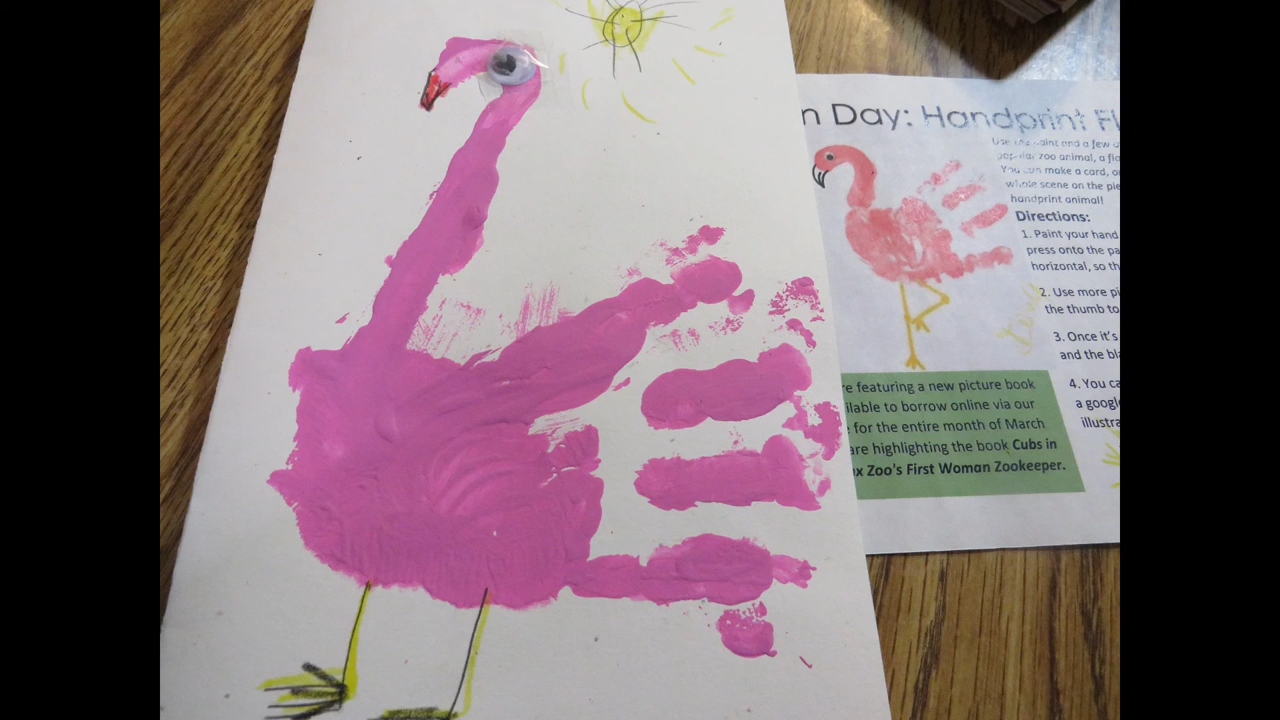 n Day: Handprint Fl
Use the paint and a few o
popular zoo animal, a fla
You can make a card, o
whole scene on the pie
handprint animal!
Directions:
1. Paint your hand
press onto the pa
horizontal, so th
2. Use more pi
the thumb to
3. Once it's
and the bla
4. You ca
a googl
illustra
re featuring a new picture book
ilable to borrow online via our
e for the entire month of March
are highlighting the book Cubs in
ux Zoo's First Woman Zookeeper.